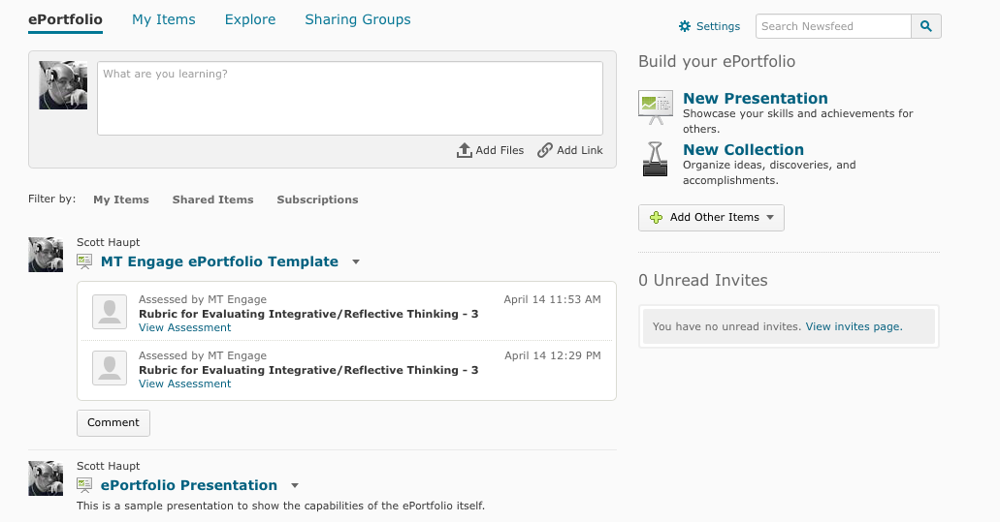 ePortfolio My Items Explore Sharing Groups
Settings Search Newsfeed
What are you learning?
Add Files Add Link
Filter by: My Items Shared Items Subscriptions
Scott Haupt
MT Engage ePortfolio Template
Assessed by MT Engage April 14 11:53 AM
Rubric for Evaluating Integrative/Reflective Thinking - 3
View Assessment
Assessed by MT Engage April 14 12:29 PM
Rubric for Evaluating Integrative/Reflective Thinking - 3
View Assessment
Comment
Scott Haupt
ePortfolio Presentation
This is a sample presentation to show the capabilities of the ePortfolio itself.
Build your ePortfolio
New Presentation
Showcase your skills and achievements for
others.
New Collection
Organize ideas, discoveries, and
accomplishments.
Add Other Items
0 Unread Invites
You have no unread invites. View invites page.